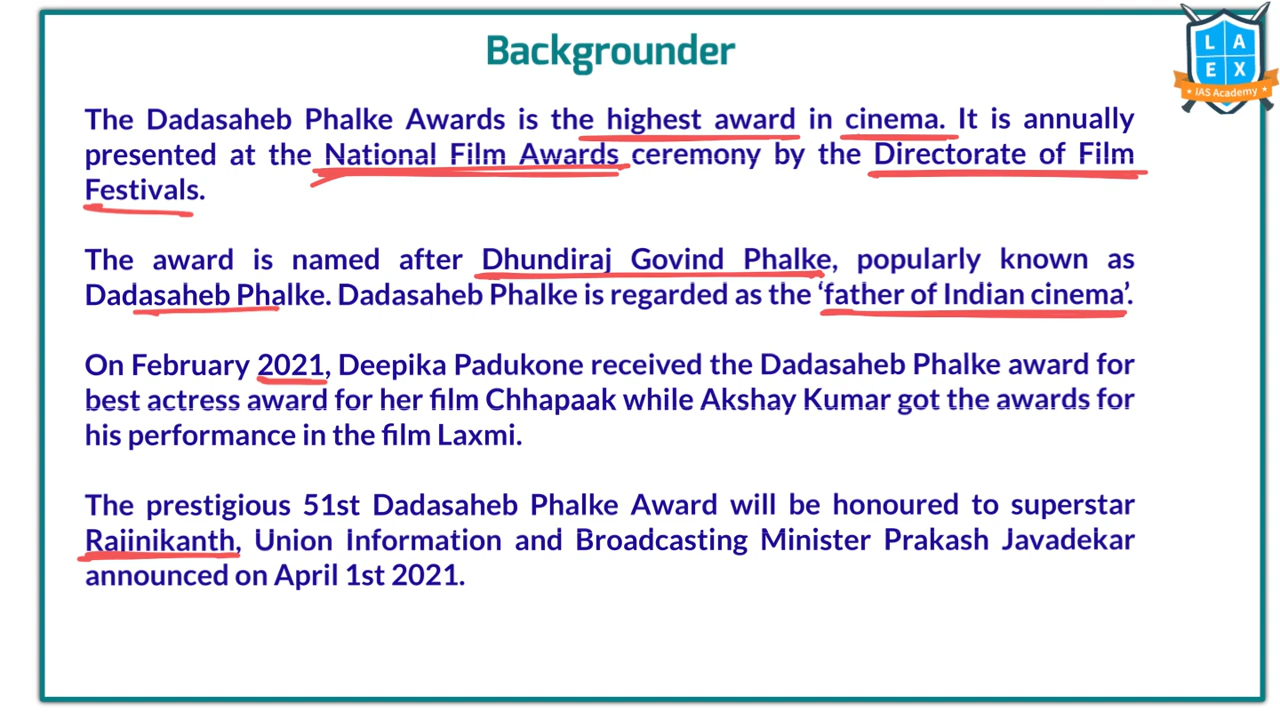 Backgrounder
L A
E X
IAS Academy
The Dadasaheb Phalke Awards is the highest award in cinema. It is annually
presented at the National Film Awards ceremony by the Directorate of Film
Festivals.
The award is named after Dhundiraj Govind Phalke, popularly known as
Dadasaheb Phalke. Dadasaheb Phalke is regarded as the ‘father of Indian cinema’.
On February 2021, Deepika Padukone received the Dadasaheb Phalke award for
best actress award for her film Chhapaak while Akshay Kumar got the awards for
his performance in the film Laxmi.
The prestigious 51st Dadasaheb Phalke Award will be honoured to superstar
Rajinikanth, Union Information and Broadcasting Minister Prakash Javadekar
announced on April 1st 2021.